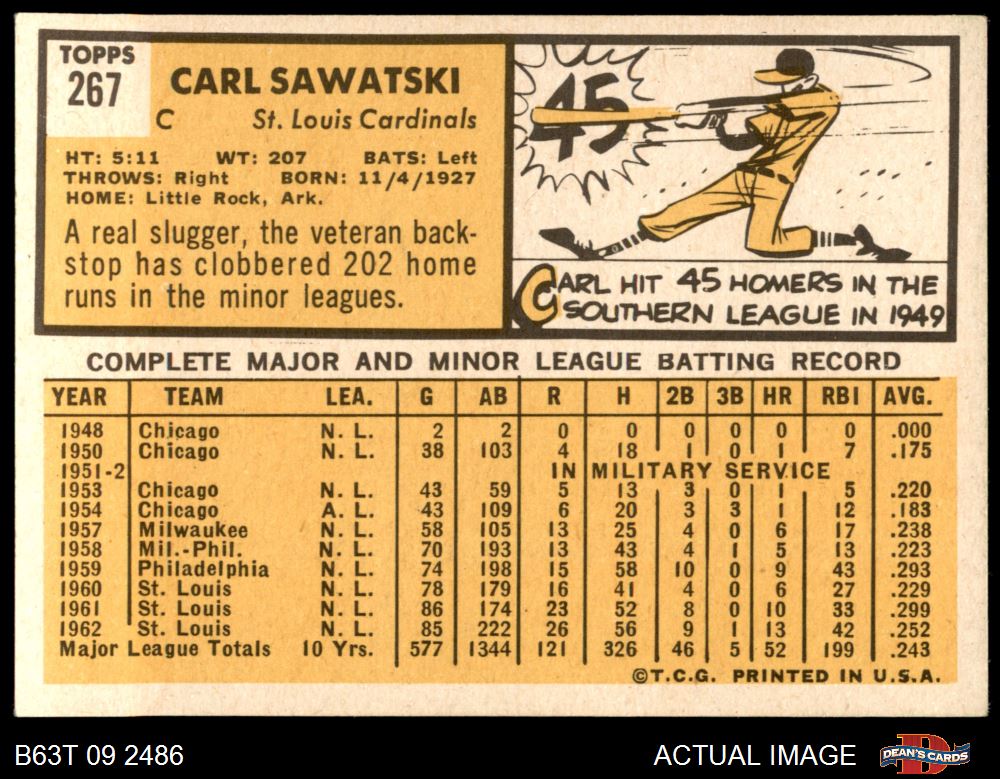 TOPPS
267
CARL SAWATSKI
C St. Louis Cardinals
HT: 5:11 WT: 207 BATS: Left
THROWS: Right BORN: 11/4/1927
HOME: Little Rock, Ark.
A real slugger, the veteran back-
stop has clobbered 202 home
runs in the minor leagues.
45
CARL HIT 45 HOMERS IN THE
SOUTHERN LEAGUE IN 1949
COMPLETE MAJOR AND MINOR LEAGUE BATTING RECORD
YEAR TEAM LEA. G AB R H 2B 3B HR RBI AVG.
1948 Chicago N. L. 2 2 0 0 0 0 0 0 .000
1950 Chicago N. L. 38 103 4 18 1 0 1 7 .175
1951-2 IN MILITARY SERVICE
1953 Chicago N. L. 43 59 5 13 3 0 1 5 .220
1954 Chicago A. L. 43 109 6 20 3 3 1 12 .183
1957 Milwaukee N. L. 58 105 13 25 4 0 6 17 .238
1958 Mil.-Phil. N. L. 70 193 13 43 4 1 5 13 .223
1959 Philadelphia N. L. 74 198 15 58 10 0 9 43 .293
1960 St. Louis N. L. 78 179 16 41 4 0 6 27 .229
1961 St. Louis N. L. 86 174 23 52 8 0 10 33 .299
1962 St. Louis N. L. 85 222 26 56 9 1 13 42 .252
Major League Totals 10 Yrs. 577 1344 121 326 46 5 52 199 .243
©T.C.G. PRINTED IN U.S.A.
B63T 09 2486 ACTUAL IMAGE DEAN'S CARDS